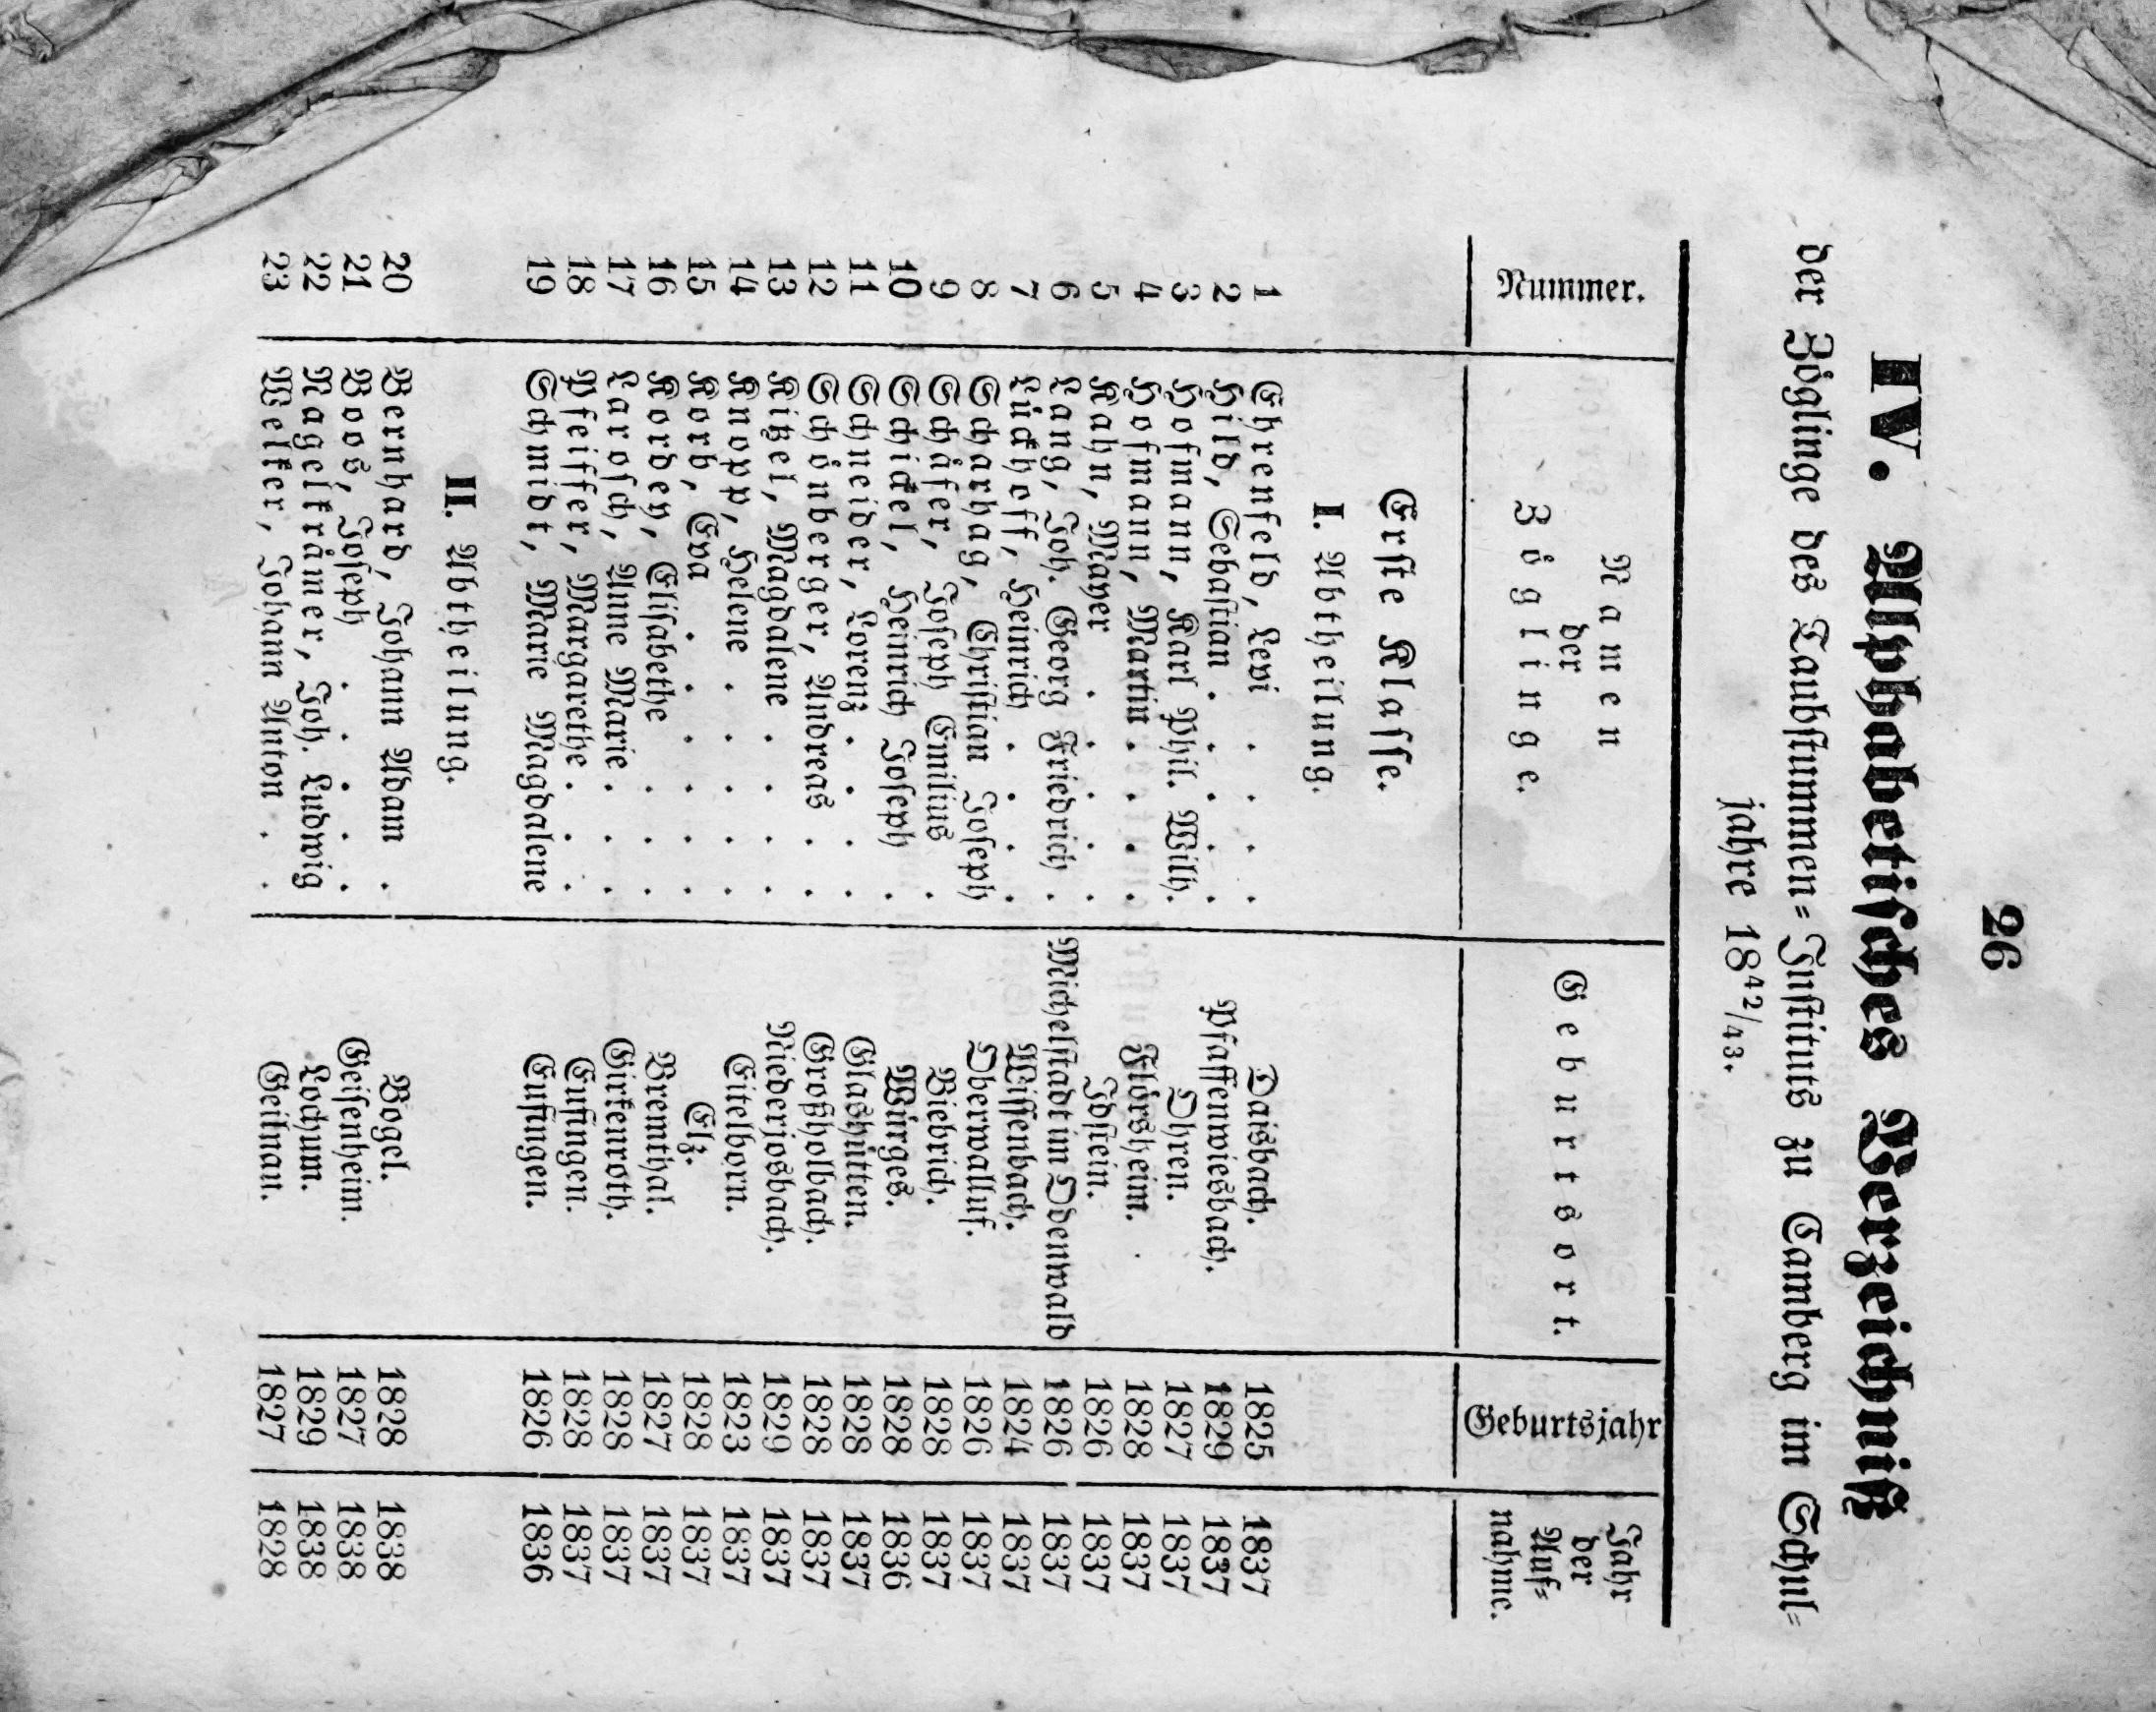 26
IV. Alphabetisches Verzeichniß
der Zöglinge des Taubstummen-Instituts zu Camberg im Schul-
jahre 18⁴²/₄₃.
Nummer. Namen der Zöglinge. Geburtsort. Geburtsjahr Jahr der Auf-nahme.
Erste Klasse.
I. Abtheilung.
1 Ehrenfeld, Levi . . . . Daisbach. 1825 1837
2 Hild, Sebastian . . . . Pfaffenwiesbach. 1829 1837
3 Hofmann, Karl Phil. Wilh. Ohren. 1827 1837
4 Hofmann, Martin . . . . Flörsheim. 1828 1837
5 Kahn, Mayer . . . . . Idstein. 1826 1837
6 Lang, Joh. Georg Friedrich . Michelstadt im Odenwald 1826 1837
7 Lückhoff, Heinrich . . . . Wissenbach. 1824 1837
8 Scharhag, Christian Joseph Oberwalluf. 1826 1837
9 Schäfer, Joseph Emilius . Biebrich. 1828 1837
10 Schickel, Heinrich Joseph . Wirges. 1828 1836
11 Schneider, Lorenz . . . . Glashütten. 1828 1837
12 Schönberger, Andreas . . Großholbach. 1828 1837
13 Kitzel, Magdalene . . . . Niederjosbach. 1829 1837
14 Knopp, Helene . . . . . Eitelborn. 1823 1837
15 Korb, Eva . . . . . . Elz. 1828 1837
16 Kordey, Elisabethe . . . Bremthal. 1827 1837
17 Larosch, Anne Marie . . . Girkenroth. 1828 1837
18 Pfeiffer, Margarethe . . . Eufingen. 1828 1837
19 Schmidt, Marie Magdalene Eufingen. 1826 1836
II. Abtheilung.
20 Bernhard, Johann Adam . Bogel. 1828 1838
21 Boos, Joseph . . . . . Geisenheim. 1827 1838
22 Nagelkrämer, Joh. Ludwig Lochum. 1829 1838
23 Welker, Johann Anton . . Geilnau. 1827 1828